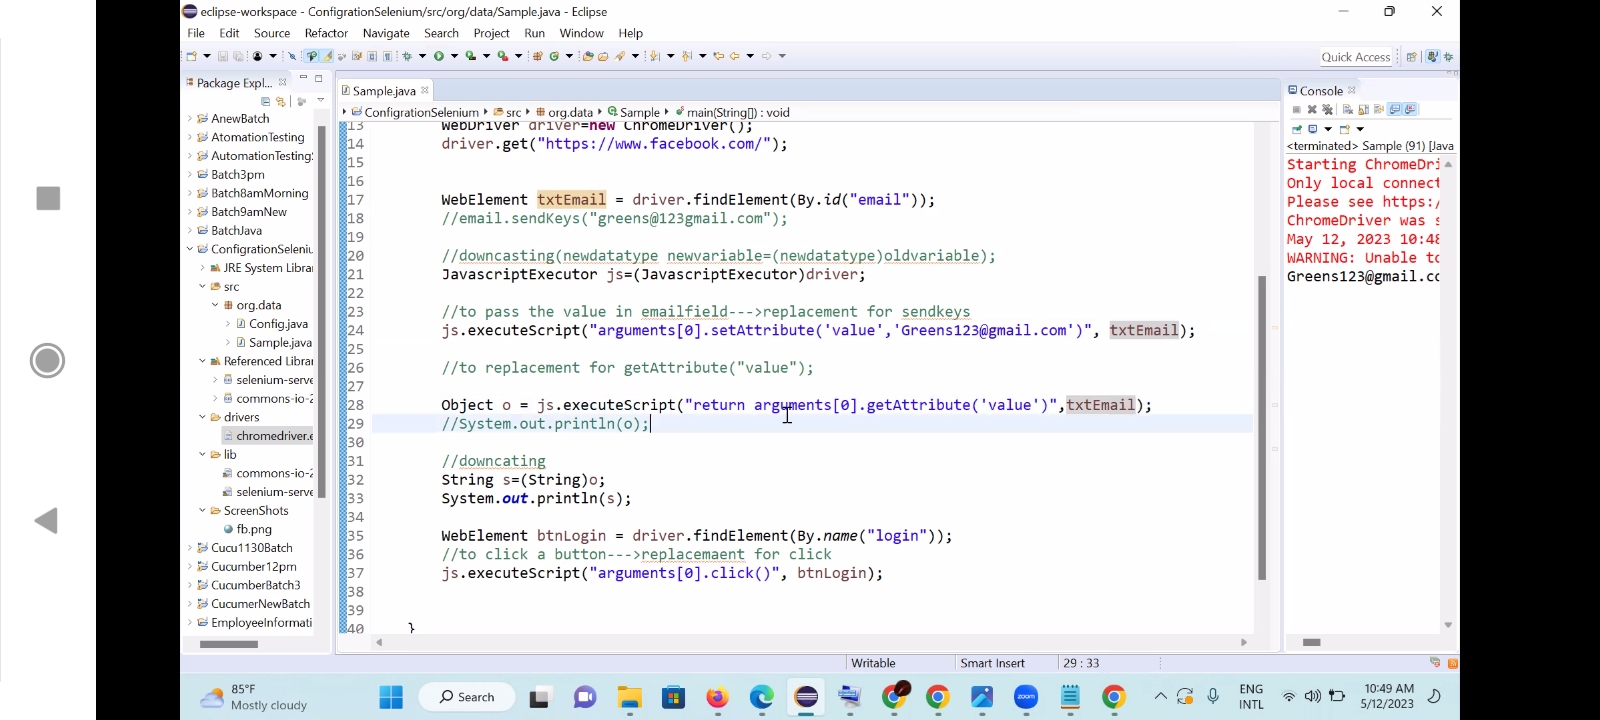 eclipse-workspace - ConfigrationSelenium/src/org/data/Sample.java - Eclipse
File Edit Source Refactor Navigate Search Project Run Window Help
Quick Access
Package Expl...
AnewBatch
AtomationTesting
AutomationTesting
Batch3pm
Batch8amMorning
Batch9amNew
BatchJava
ConfigrationSeleniu
JRE System Librar
src
org.data
Config.java
Sample.java
Referenced Librar
selenium-serve
commons-io-2
drivers
chromedriver.e
lib
commons-io-2
selenium-serve
ScreenShots
fb.png
Cucu1130Batch
Cucumber12pm
CucumberBatch3
CucumerNewBatch
EmployeeInformati
Sample.java
ConfigrationSelenium src org.data Sample main(String[]) : void
13 WebDriver driver=new ChromeDriver();
14 driver.get("https://www.facebook.com/");
15
16
17 WebElement txtEmail = driver.findElement(By.id("email"));
18 //email.sendKeys("greens@123gmail.com");
19
20 //downcasting(newdatatype newvariable=(newdatatype)oldvariable);
21 JavascriptExecutor js=(JavascriptExecutor)driver;
22
23 //to pass the value in emailfield--->replacement for sendkeys
24 js.executeScript("arguments[0].setAttribute('value','Greens123@gmail.com')", txtEmail);
25
26 //to replacement for getAttribute("value");
27
28 Object o = js.executeScript("return arguments[0].getAttribute('value')",txtEmail);
29 //System.out.println(o);
30
31 //downcating
32 String s=(String)o;
33 System.out.println(s);
34
35 WebElement btnLogin = driver.findElement(By.name("login"));
36 //to click a button--->replacemaent for click
37 js.executeScript("arguments[0].click()", btnLogin);
38
39
40 }
Console
<terminated> Sample (91) [Java
Starting ChromeDri
Only local connect
Please see https:/
ChromeDriver was s
May 12, 2023 10:48
WARNING: Unable to
Greens123@gmail.co
Writable Smart Insert 29 : 33
85°F
Mostly cloudy
Search
zoom
ENG
INTL
10:49 AM
5/12/2023